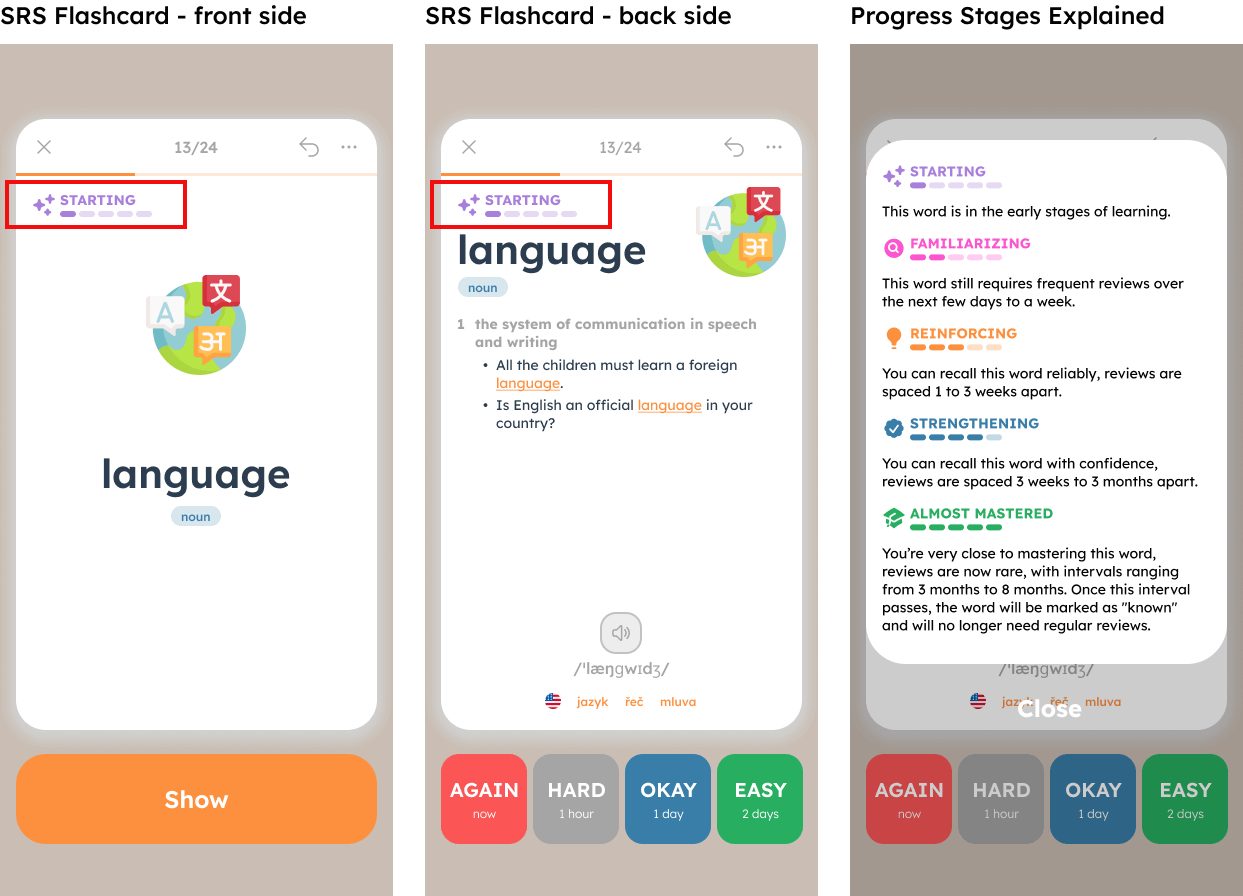 SRS Flashcard - front side
13/24
STARTING
A
文
अ
language
noun
Show
SRS Flashcard - back side
13/24
STARTING
A
文
अ
language
noun
1 the system of communication in speech
and writing
• All the children must learn a foreign
language.
• Is English an official language in your
country?
/ˈlæŋgwɪdʒ/
jazyk řeč mluva
AGAIN
now
HARD
1 hour
OKAY
1 day
EASY
2 days
Progress Stages Explained
STARTING
This word is in the early stages of learning.
FAMILIARIZING
This word still requires frequent reviews over
the next few days to a week.
REINFORCING
You can recall this word reliably, reviews are
spaced 1 to 3 weeks apart.
STRENGTHENING
You can recall this word with confidence,
reviews are spaced 3 weeks to 3 months apart.
ALMOST MASTERED
You’re very close to mastering this word,
reviews are now rare, with intervals ranging
from 3 months to 8 months. Once this interval
passes, the word will be marked as "known"
and will no longer need regular reviews.
/ˈlæŋgwɪdʒ/
jazyk řeč mluva
Close
AGAIN
now
HARD
1 hour
OKAY
1 day
EASY
2 days